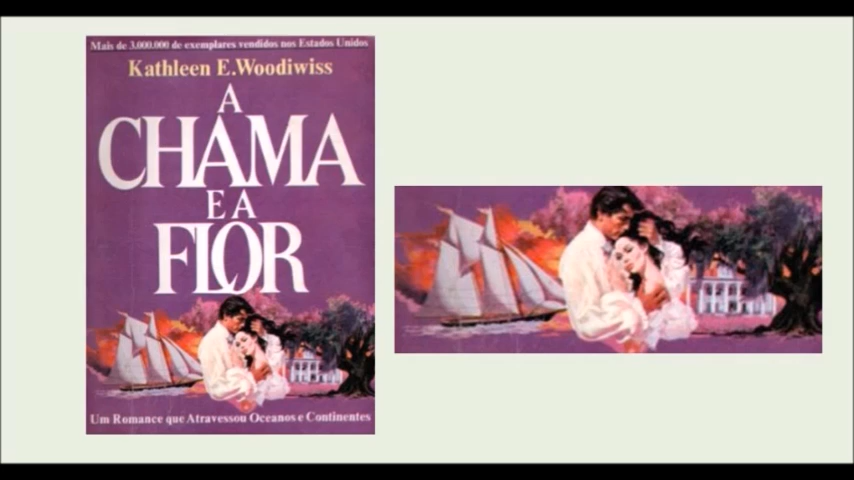 Mais de 3.000.000 de exemplares vendidos nos Estados Unidos
Kathleen E.Woodiwiss
A
CHAMA
E A
FLOR
Um Romance que Atravessou Oceanos e Continentes